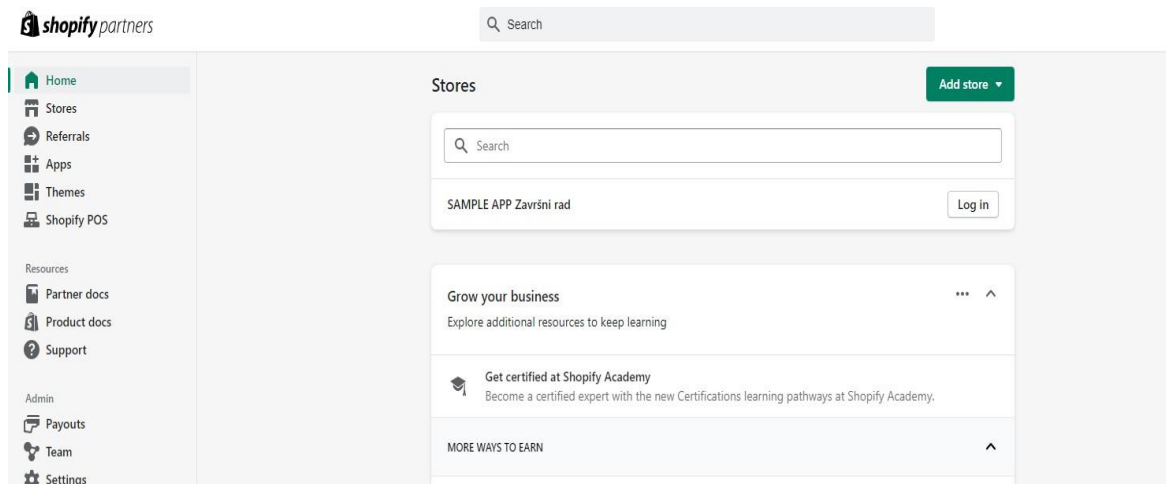 shopify partners
Search
Home
Stores
Referrals
Apps
Themes
Shopify POS
Resources
Partner docs
Product docs
Support
Admin
Payouts
Team
Settings
Stores
Add store
Search
SAMPLE APP Završni rad
Log in
Grow your business
Explore additional resources to keep learning
Get certified at Shopify Academy
Become a certified expert with the new Certifications learning pathways at Shopify Academy.
MORE WAYS TO EARN